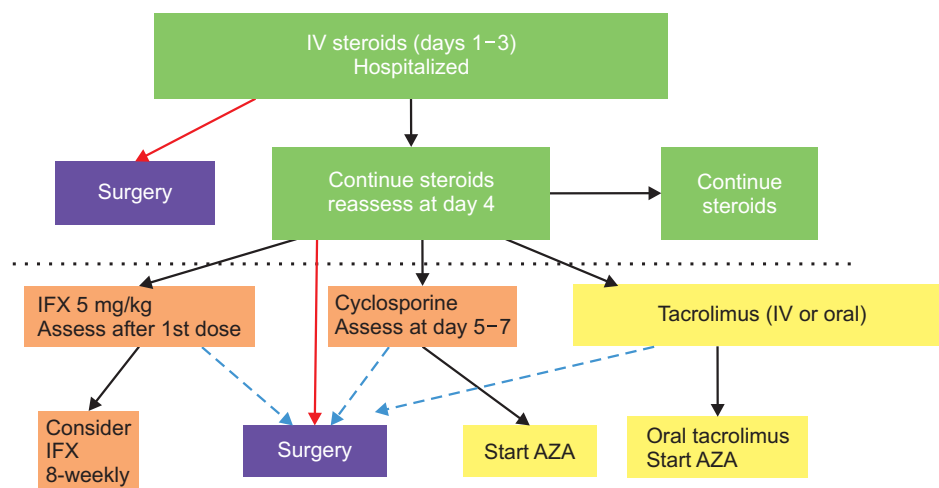 IV steroids (days 1−3)
Hospitalized
Surgery
Continue steroids
reassess at day 4
Continue
steroids
IFX 5 mg/kg
Assess after 1st dose
Cyclosporine
Assess at day 5−7
Tacrolimus (IV or oral)
Consider
IFX
8-weekly
Surgery
Start AZA
Oral tacrolimus
Start AZA